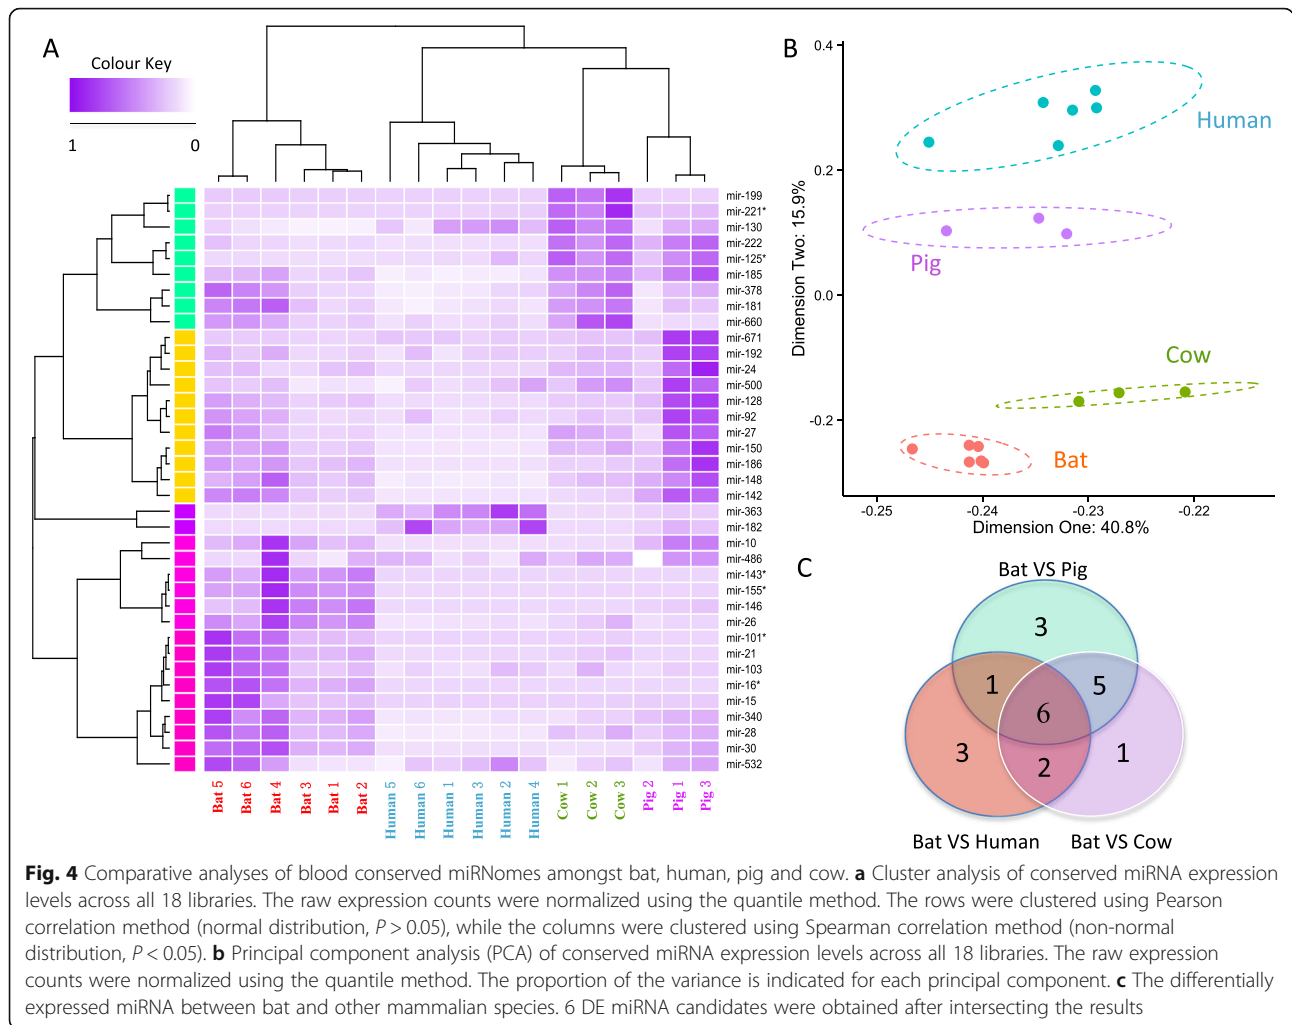 A
Colour Key
1 0
mir-199
mir-221*
mir-130
mir-222
mir-125*
mir-185
mir-378
mir-181
mir-660
mir-671
mir-192
mir-24
mir-500
mir-128
mir-92
mir-27
mir-150
mir-186
mir-148
mir-142
mir-363
mir-182
mir-10
mir-486
mir-143*
mir-155*
mir-146
mir-26
mir-101*
mir-21
mir-103
mir-16*
mir-15
mir-340
mir-28
mir-30
mir-532
Bat 5
Bat 6
Bat 4
Bat 3
Bat 1
Bat 2
Human 5
Human 6
Human 1
Human 3
Human 2
Human 4
Cow 1
Cow 2
Cow 3
Pig 2
Pig 1
Pig 3
B
Dimension Two: 15.9%
0.4
0.2
0.0
-0.2
Human
Pig
Cow
Bat
-0.25 -0.24 -0.23 -0.22
Dimension One: 40.8%
C
Bat VS Pig
3
1
5
6
3
2
1
Bat VS Human
Bat VS Cow
Fig. 4 Comparative analyses of blood conserved miRNomes amongst bat, human, pig and cow. a Cluster analysis of conserved miRNA expression
levels across all 18 libraries. The raw expression counts were normalized using the quantile method. The rows were clustered using Pearson
correlation method (normal distribution, P > 0.05), while the columns were clustered using Spearman correlation method (non-normal
distribution, P < 0.05). b Principal component analysis (PCA) of conserved miRNA expression levels across all 18 libraries. The raw expression
counts were normalized using the quantile method. The proportion of the variance is indicated for each principal component. c The differentially
expressed miRNA between bat and other mammalian species. 6 DE miRNA candidates were obtained after intersecting the results